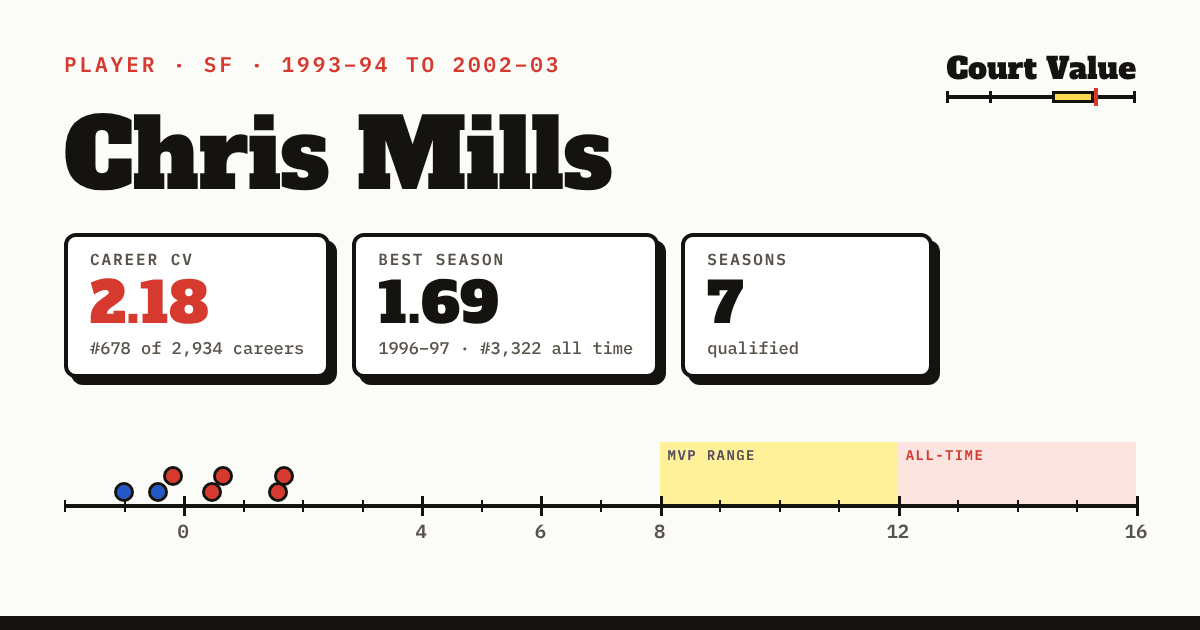 PLAYER · SF · 1993–94 TO 2002–03
Court Value
Chris Mills
CAREER CV
2.18
#678 of 2,934 careers
BEST SEASON
1.69
1996–97 · #3,322 all time
SEASONS
7
qualified
MVP RANGE
ALL-TIME
0 4 6 8 12 16